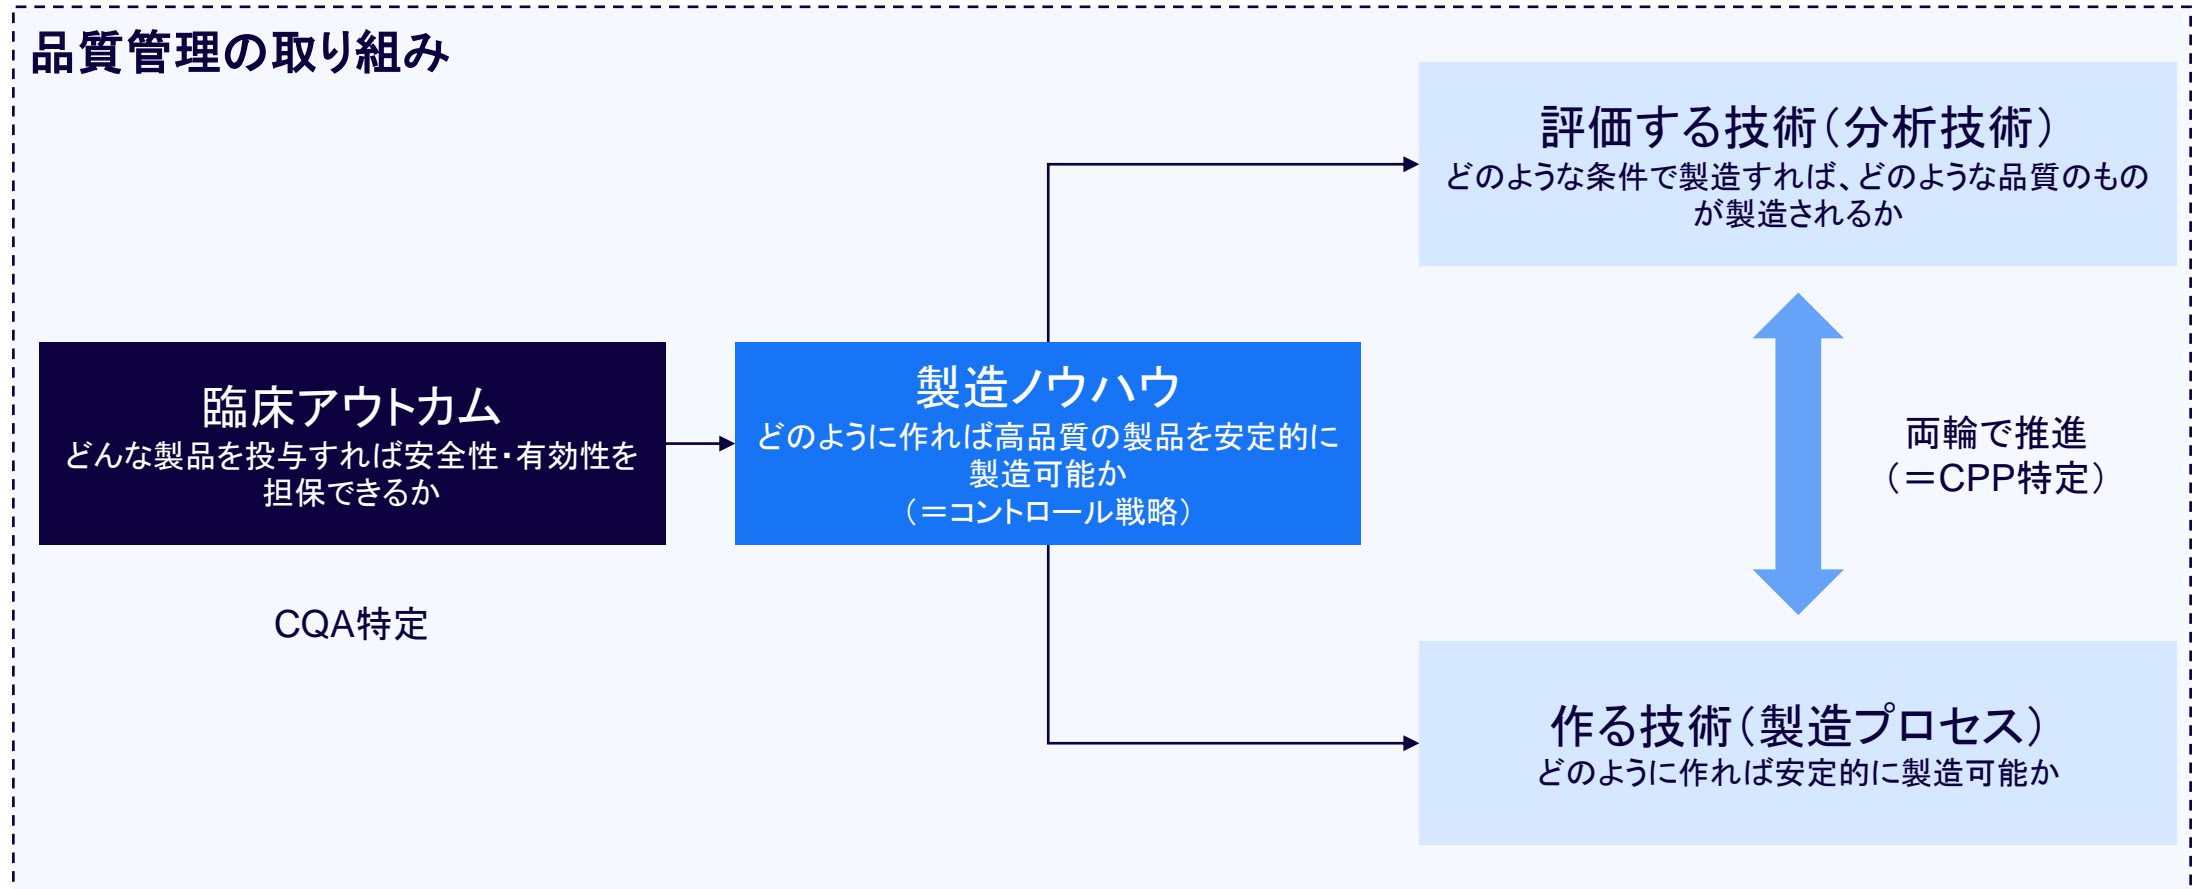 品質管理の取り組み
評価する技術（分析技術）
どのような条件で製造すれば、どのような品質のもの
が製造されるか
臨床アウトカム
どんな製品を投与すれば安全性・有効性を
担保できるか
CQA特定
製造ノウハウ
どのように作れば高品質の製品を安定的に
製造可能か
（＝コントロール戦略）
両輪で推進
（＝CPP特定）
作る技術（製造プロセス）
どのように作れば安定的に製造可能か